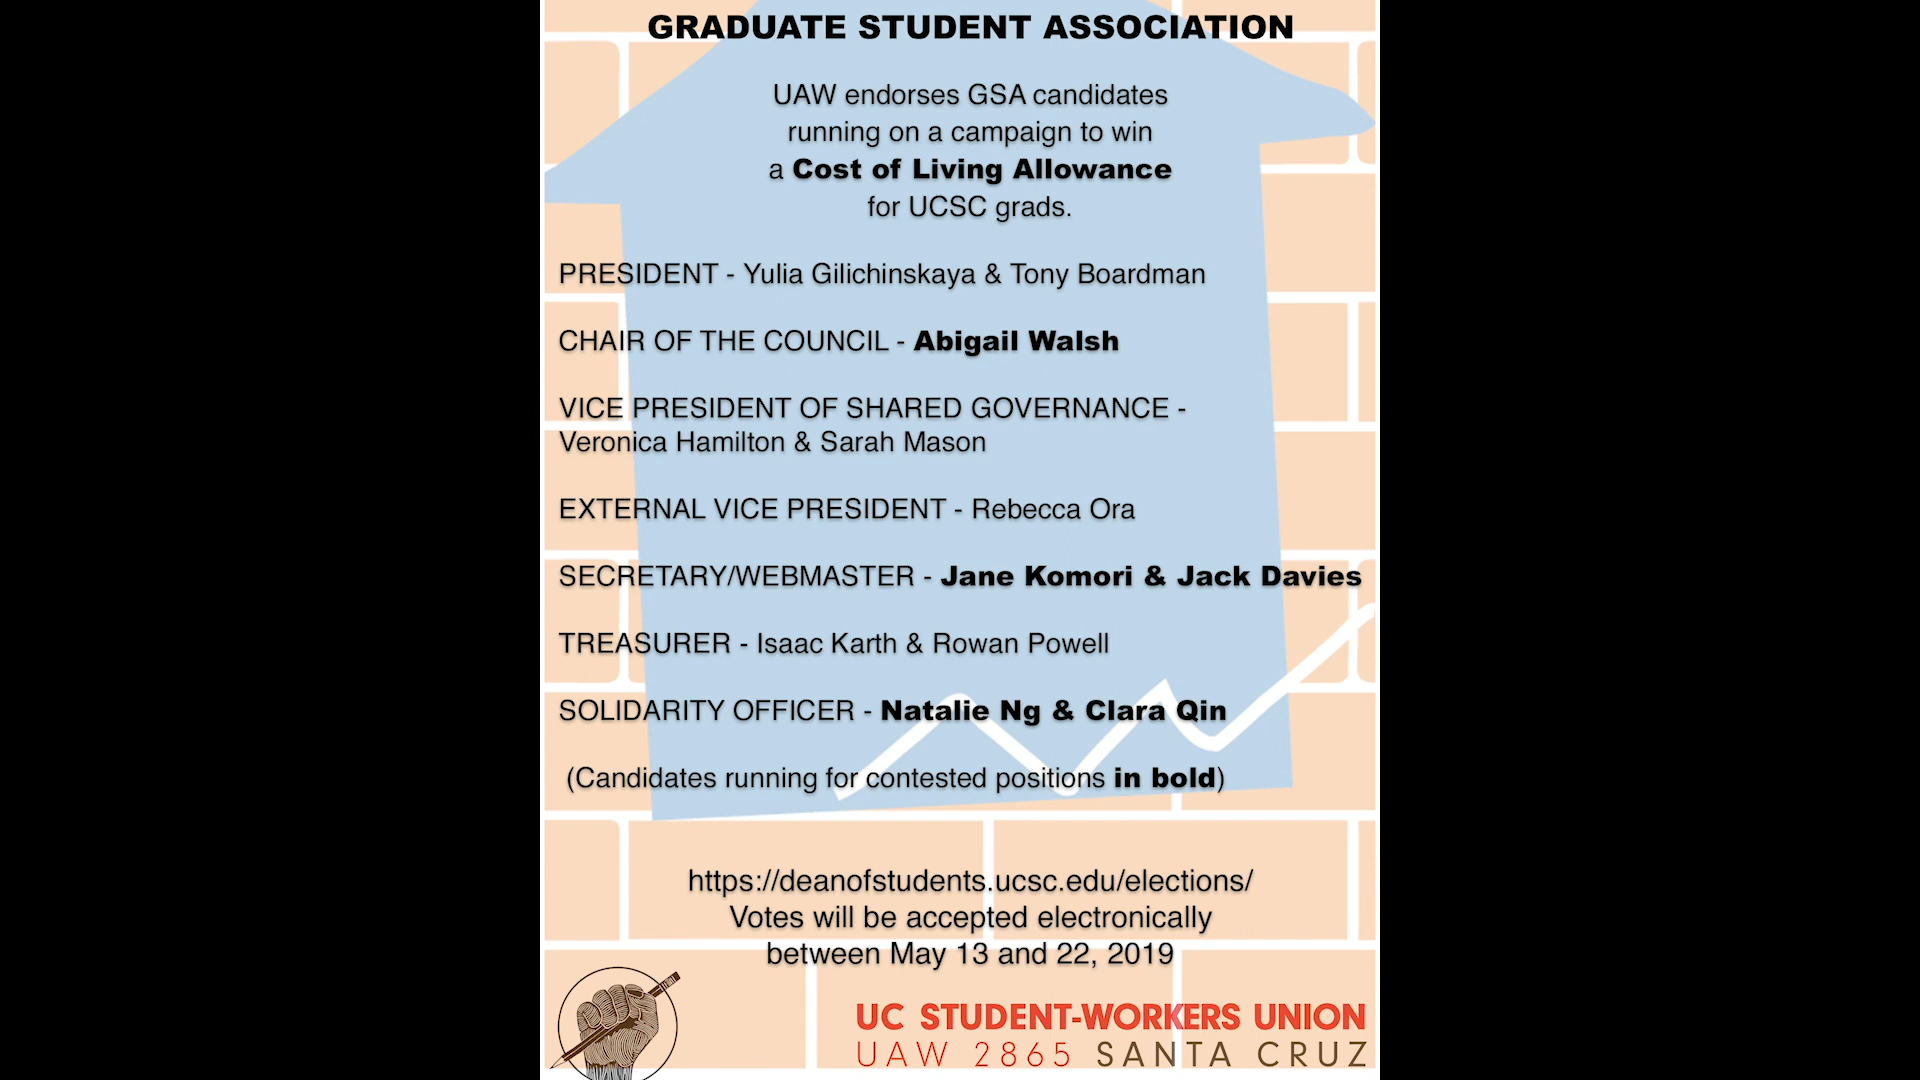 GRADUATE STUDENT ASSOCIATION
UAW endorses GSA candidates
running on a campaign to win
a Cost of Living Allowance
for UCSC grads.
PRESIDENT - Yulia Gilichinskaya & Tony Boardman
CHAIR OF THE COUNCIL - Abigail Walsh
VICE PRESIDENT OF SHARED GOVERNANCE -
Veronica Hamilton & Sarah Mason
EXTERNAL VICE PRESIDENT - Rebecca Ora
SECRETARY/WEBMASTER - Jane Komori & Jack Davies
TREASURER - Isaac Karth & Rowan Powell
SOLIDARITY OFFICER - Natalie Ng & Clara Qin
(Candidates running for contested positions in bold)
https://deanofstudents.ucsc.edu/elections/
Votes will be accepted electronically
between May 13 and 22, 2019
UC STUDENT-WORKERS UNION
UAW 2865 SANTA CRUZ